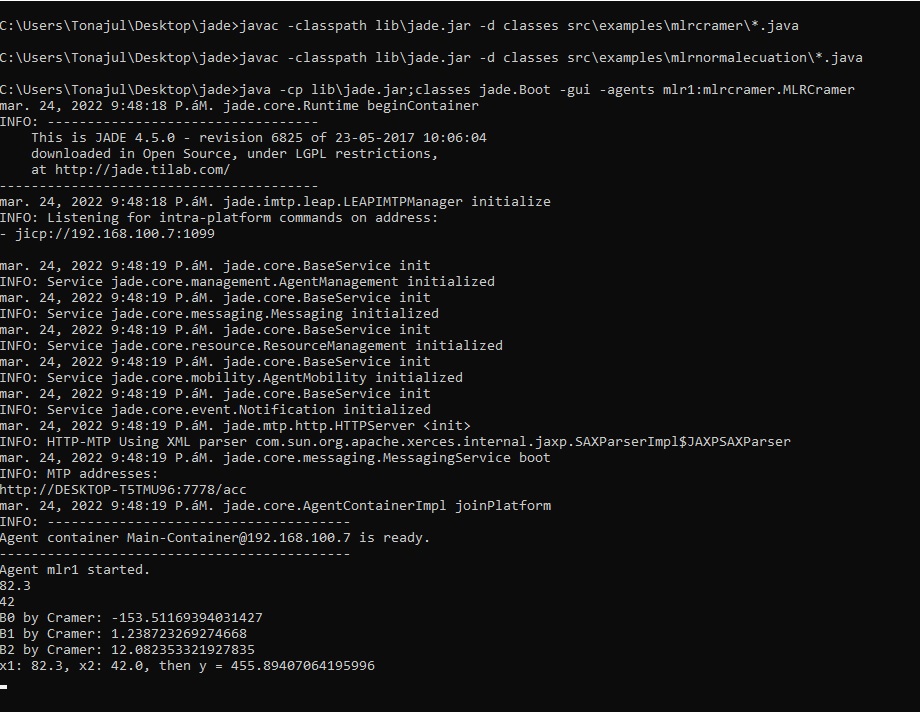 C:\Users\Tonajul\Desktop\jade>javac -classpath lib\jade.jar -d classes src\examples\mlrcramer\*.java
C:\Users\Tonajul\Desktop\jade>javac -classpath lib\jade.jar -d classes src\examples\mlrnormalecuation\*.java
C:\Users\Tonajul\Desktop\jade>java -cp lib\jade.jar;classes jade.Boot -gui -agents mlr1:mlrcramer.MLRCramer
mar. 24, 2022 9:48:18 P.áM. jade.core.Runtime beginContainer
INFO: ----------------------------------
    This is JADE 4.5.0 - revision 6825 of 23-05-2017 10:06:04
    downloaded in Open Source, under LGPL restrictions,
    at http://jade.tilab.com/
----------------------------------------
mar. 24, 2022 9:48:18 P.áM. jade.imtp.leap.LEAPIMTPManager initialize
INFO: Listening for intra-platform commands on address:
- jicp://192.168.100.7:1099
mar. 24, 2022 9:48:19 P.áM. jade.core.BaseService init
INFO: Service jade.core.management.AgentManagement initialized
mar. 24, 2022 9:48:19 P.áM. jade.core.BaseService init
INFO: Service jade.core.messaging.Messaging initialized
mar. 24, 2022 9:48:19 P.áM. jade.core.BaseService init
INFO: Service jade.core.resource.ResourceManagement initialized
mar. 24, 2022 9:48:19 P.áM. jade.core.BaseService init
INFO: Service jade.core.mobility.AgentMobility initialized
mar. 24, 2022 9:48:19 P.áM. jade.core.BaseService init
INFO: Service jade.core.event.Notification initialized
mar. 24, 2022 9:48:19 P.áM. jade.mtp.http.HTTPServer <init>
INFO: HTTP-MTP Using XML parser com.sun.org.apache.xerces.internal.jaxp.SAXParserImpl$JAXPSAXParser
mar. 24, 2022 9:48:19 P.áM. jade.core.messaging.MessagingService boot
INFO: MTP addresses:
http://DESKTOP-T5TMU96:7778/acc
mar. 24, 2022 9:48:19 P.áM. jade.core.AgentContainerImpl joinPlatform
INFO: --------------------------------------
Agent container Main-Container@192.168.100.7 is ready.
--------------------------------------------
Agent mlr1 started.
82.3
42
B0 by Cramer: -153.51169394031427
B1 by Cramer: 1.238723269274668
B2 by Cramer: 12.082353321927835
x1: 82.3, x2: 42.0, then y = 455.89407064195996